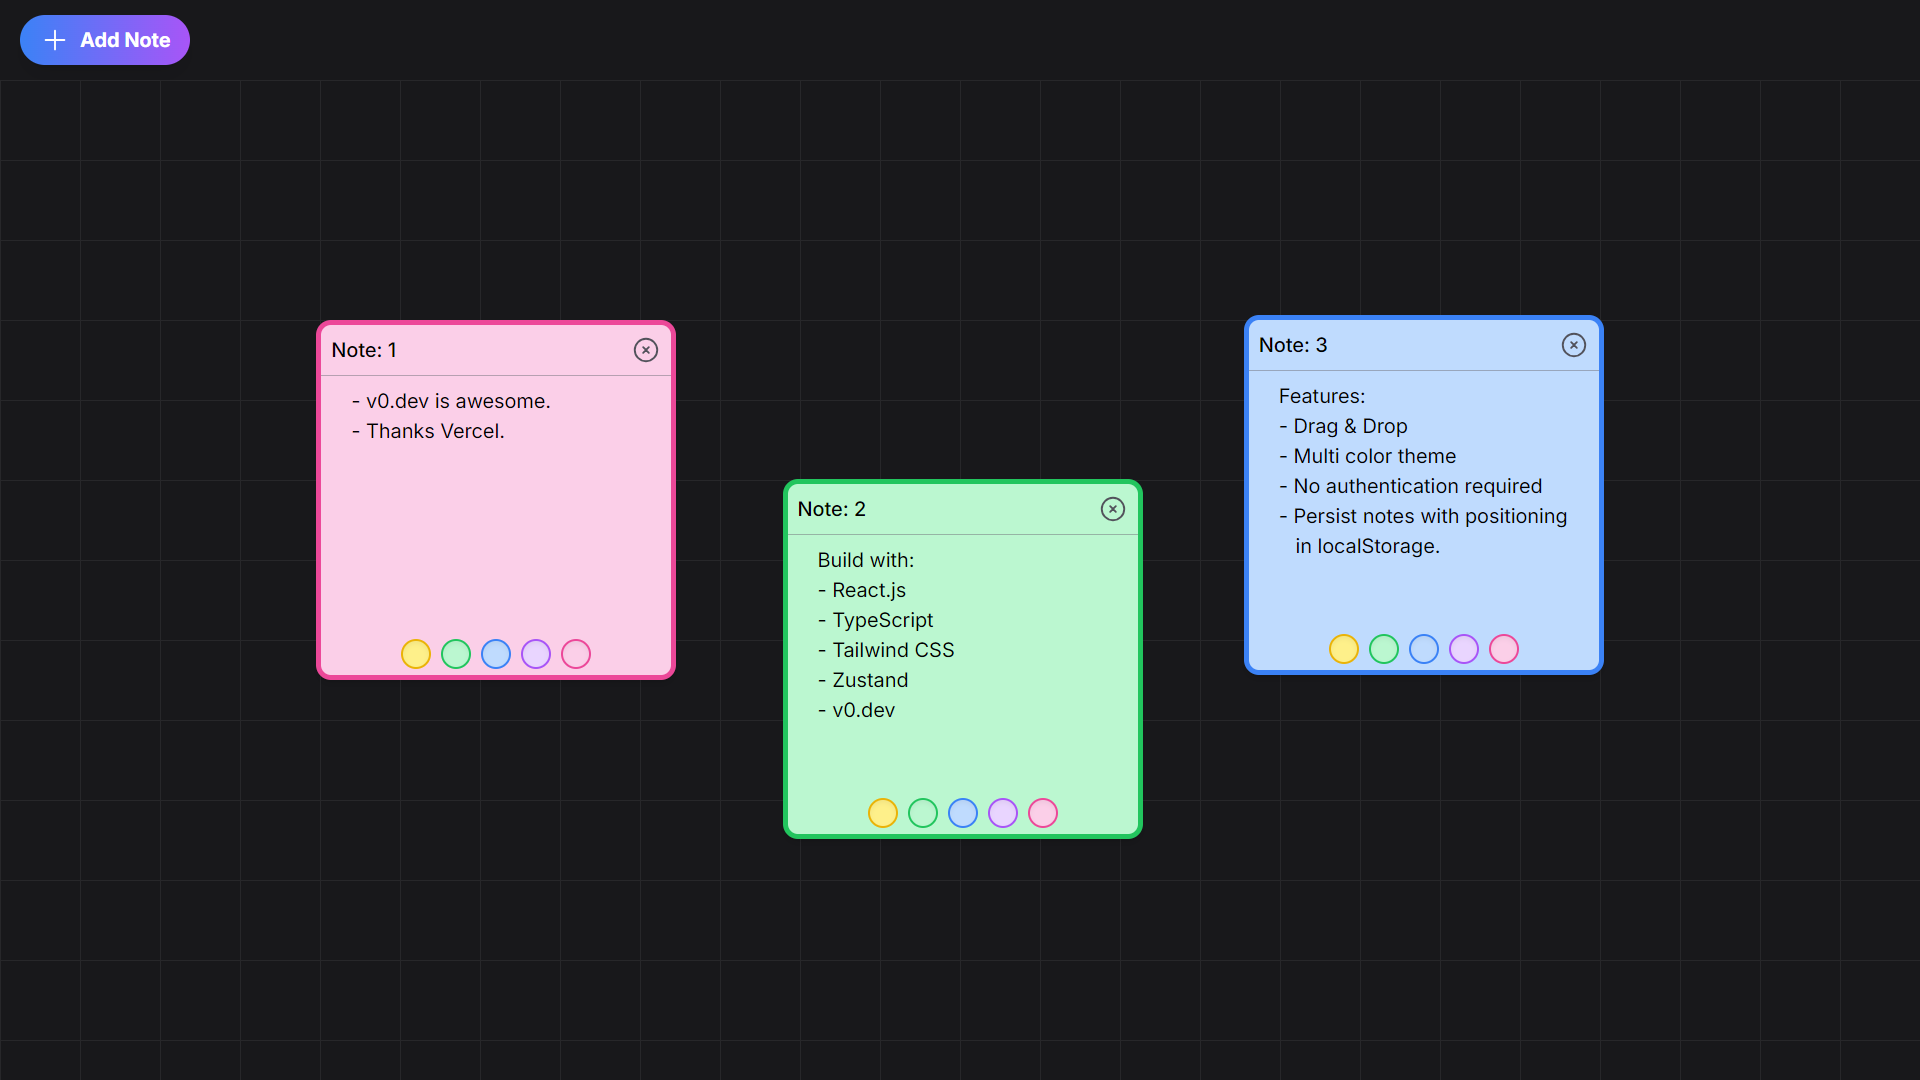 Add Note
Note: 1
- v0.dev is awesome.
- Thanks Vercel.
Note: 2
Build with:
- React.js
- TypeScript
- Tailwind CSS
- Zustand
- v0.dev
Note: 3
Features:
- Drag & Drop
- Multi color theme
- No authentication required
- Persist notes with positioning
in localStorage.